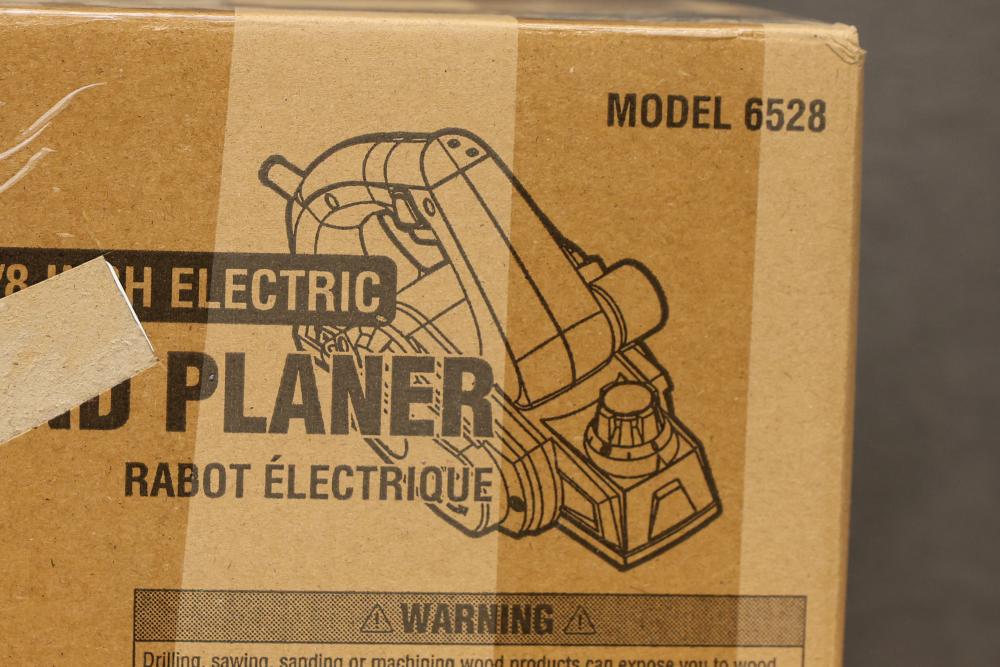 MODEL 6528
ELECTRIC
PLANER
RABOT ÉLECTRIQUE
WARNING
Drilling, sawing, sanding or machining wood products can expose you to wood